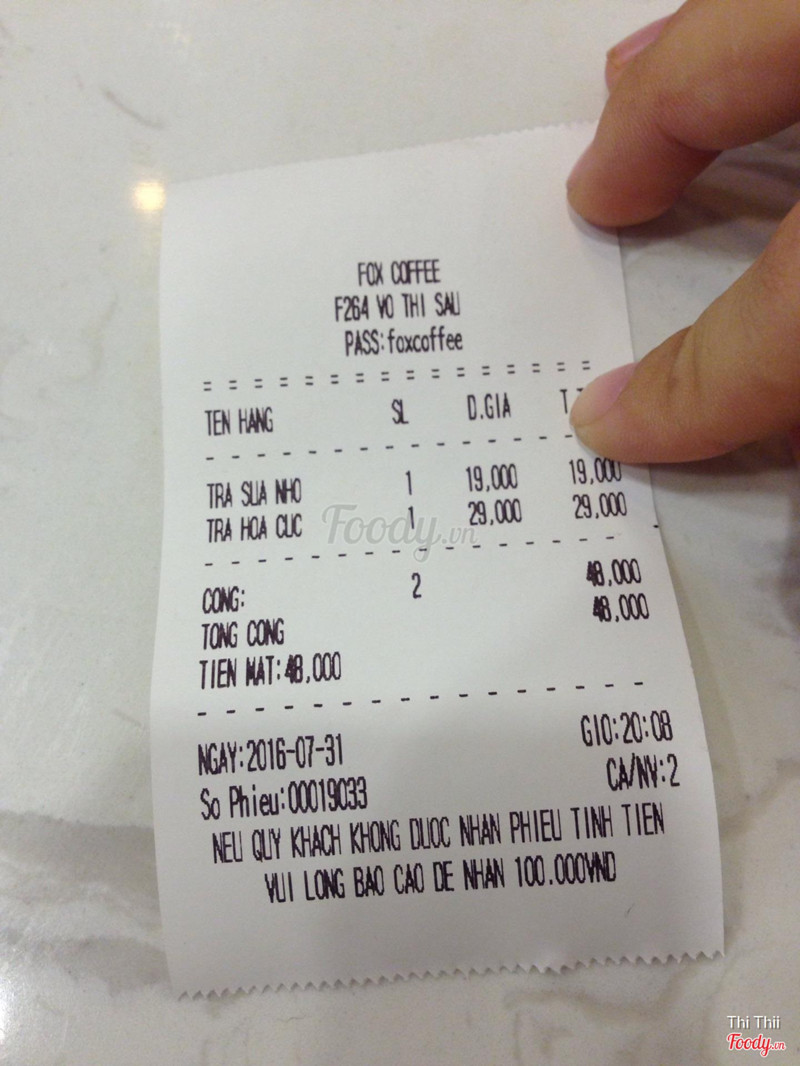 FOX COFFEE
F264 VO THI SAU
PASS:foxcoffee
= = = = = = = = = = = = = = = =
TEN HANG SL D.GIA
- - - - - - - - - - - - - - - -
TRA SUA NHO 1 19,000 19,000
TRA HOA CUC 1 29,000 29,000
- - - - - - - - - - - - - - - -
CONG: 2 48,000
TONG CONG 48,000
TIEN MAT:48,000
- - - - - - - - - - - - - - - -
NGAY:2016-07-31 GIO:20:08
So Phieu:00019033 CA/NV:2
NEU QUY KHACH KHONG DUOC NHAN PHIEU TINH TIEN
VUI LONG BAO CAO DE NHAN 100.000VND
Foody.vn
Thi Thii
Foody.vn